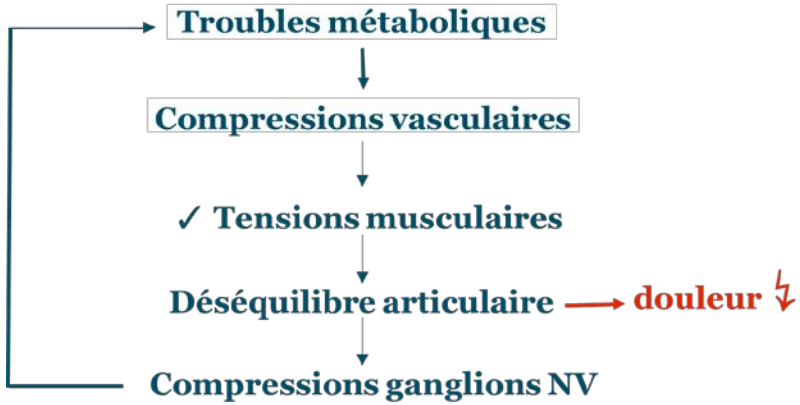 Troubles métaboliques
Compressions vasculaires
✓ Tensions musculaires
Déséquilibre articulaire
douleur
Compressions ganglions NV